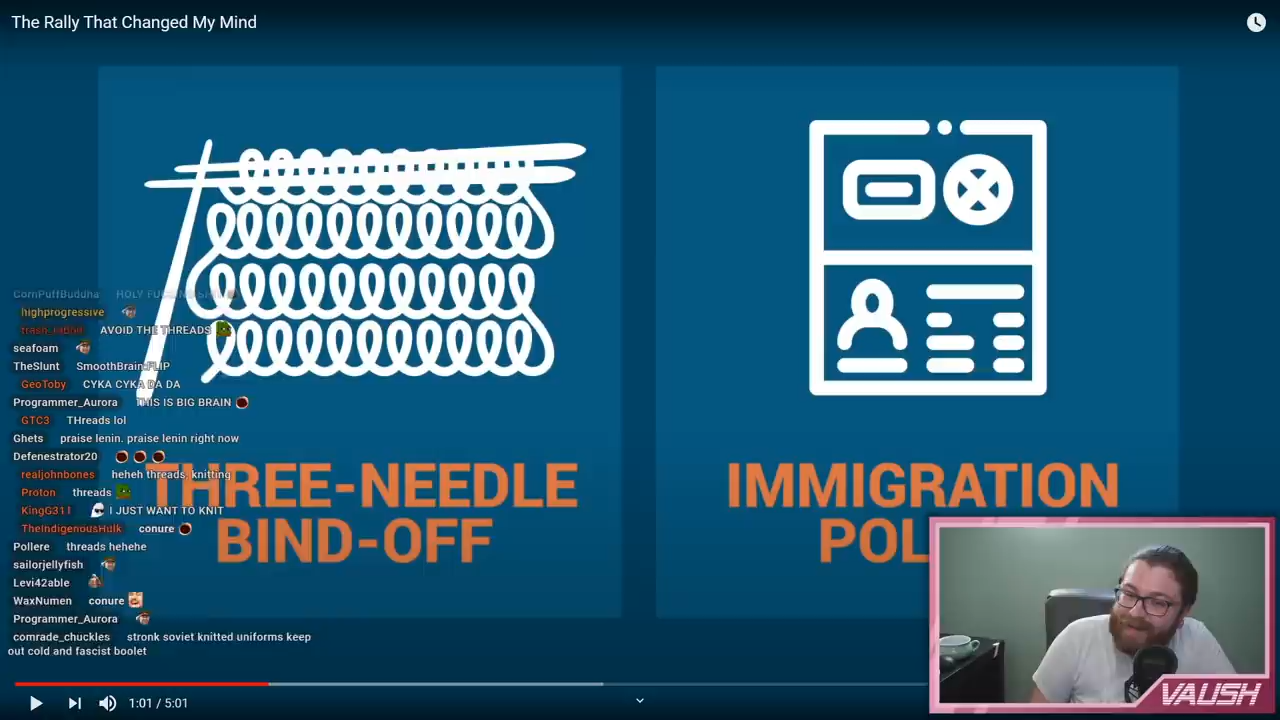 The Rally That Changed My Mind
CornPuffBuddha
highprogressive
AVOID THE THREADS
seafoam
TheSlunt SmoothBrain FLIP
GeoToby CYKA CYKA DA DA
Programmer_Aurora THIS IS BIG BRAIN
GTC3 THreads lol
Ghets praise lenin. praise lenin right now
Defenestrator20
realjohnbones heheh threads, knitting
Proton threads
KingG311 I JUST WANT TO KNIT
TheIndigenousHulk conure
Pollere threads hehehe
sailorjellyfish
Levi42able
WaxNumen conure
Programmer_Aurora
comrade_chuckles stronk soviet knitted uniforms keep
out cold and fascist boolet
THREE-NEEDLE
BIND-OFF
IMMIGRATION
VAUSH
1:01 / 5:01